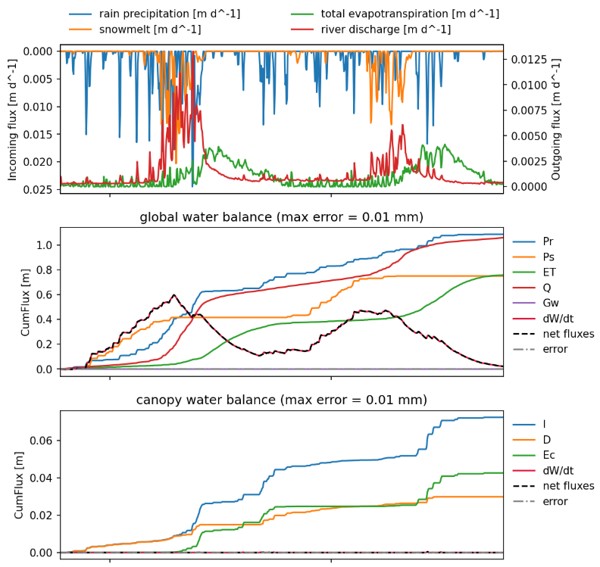 rain precipitation [m d^-1]
total evapotranspiration [m d^-1]
snowmelt [m d^-1]
river discharge [m d^-1]
Incoming flux [m d^-1]
0.000
0.005
0.010
0.015
0.020
0.025
0.0125
0.0100
0.0075
0.0050
0.0025
0.0000
Outgoing flux [m d^-1]
global water balance (max error = 0.01 mm)
CumFlux [m]
1.0
0.8
0.6
0.4
0.2
0.0
Pr
Ps
ET
Q
Gw
dW/dt
net fluxes
error
canopy water balance (max error = 0.01 mm)
CumFlux [m]
0.06
0.04
0.02
0.00
I
D
Ec
dW/dt
net fluxes
error